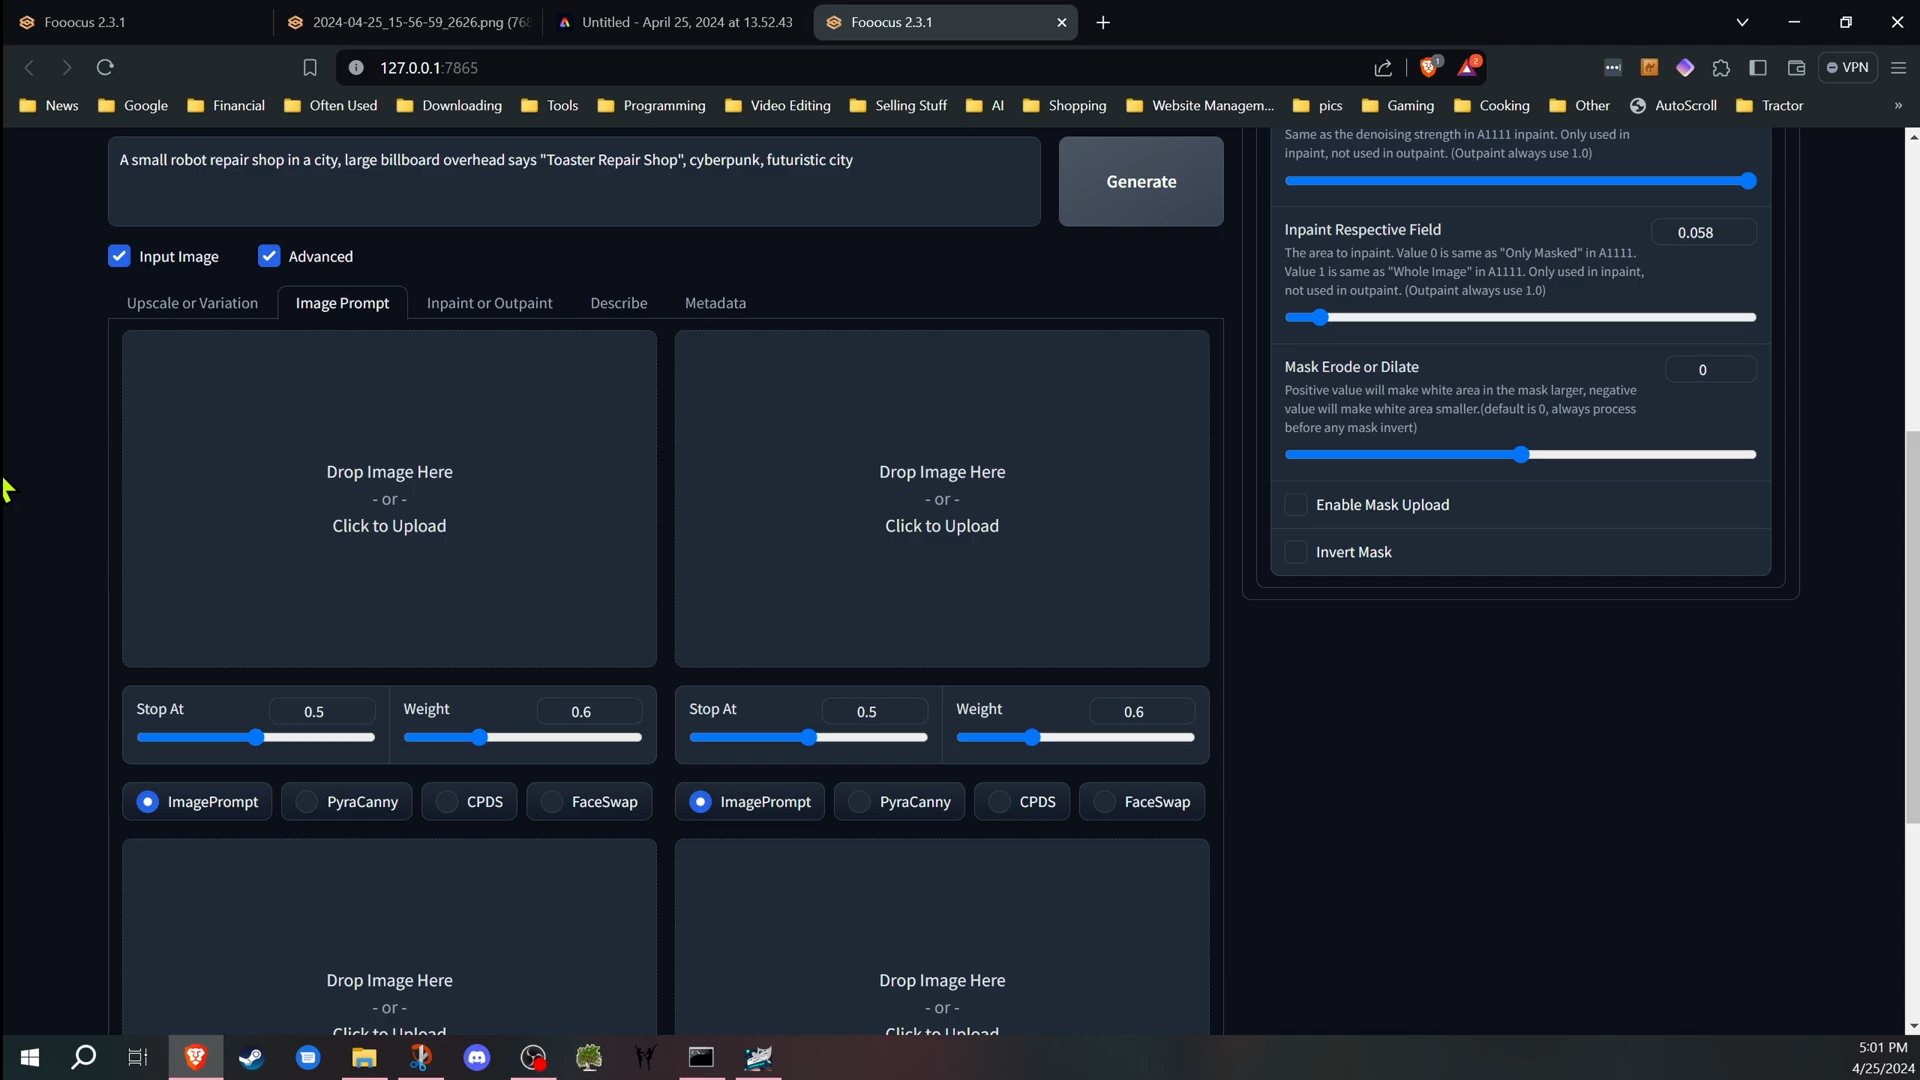 Fooocus 2.3.1
2024-04-25_15-56-59_2626.png (768
Untitled - April 25, 2024 at 13.52.43
Fooocus 2.3.1
127.0.0.1:7865
1
2
VPN
News
Google
Financial
Often Used
Downloading
Tools
Programming
Video Editing
Selling Stuff
AI
Shopping
Website Managem...
pics
Gaming
Cooking
Other
AutoScroll
Tractor
»
A small robot repair shop in a city, large billboard overhead says "Toaster Repair Shop", cyberpunk, futuristic city
Generate
Input Image
Advanced
Upscale or Variation
Image Prompt
Inpaint or Outpaint
Describe
Metadata
Drop Image Here
- or -
Click to Upload
Drop Image Here
- or -
Click to Upload
Stop At
0.5
Weight
0.6
Stop At
0.5
Weight
0.6
ImagePrompt
PyraCanny
CPDS
FaceSwap
ImagePrompt
PyraCanny
CPDS
FaceSwap
Drop Image Here
- or -
Click to Upload
Drop Image Here
- or -
Click to Upload
Same as the denoising strength in A1111 inpaint. Only used in
inpaint, not used in outpaint. (Outpaint always use 1.0)
Inpaint Respective Field
0.058
The area to inpaint. Value 0 is same as "Only Masked" in A1111.
Value 1 is same as "Whole Image" in A1111. Only used in inpaint,
not used in outpaint. (Outpaint always use 1.0)
Mask Erode or Dilate
0
Positive value will make white area in the mask larger, negative
value will make white area smaller.(default is 0, always process
before any mask invert)
Enable Mask Upload
Invert Mask
5:01 PM
4/25/2024